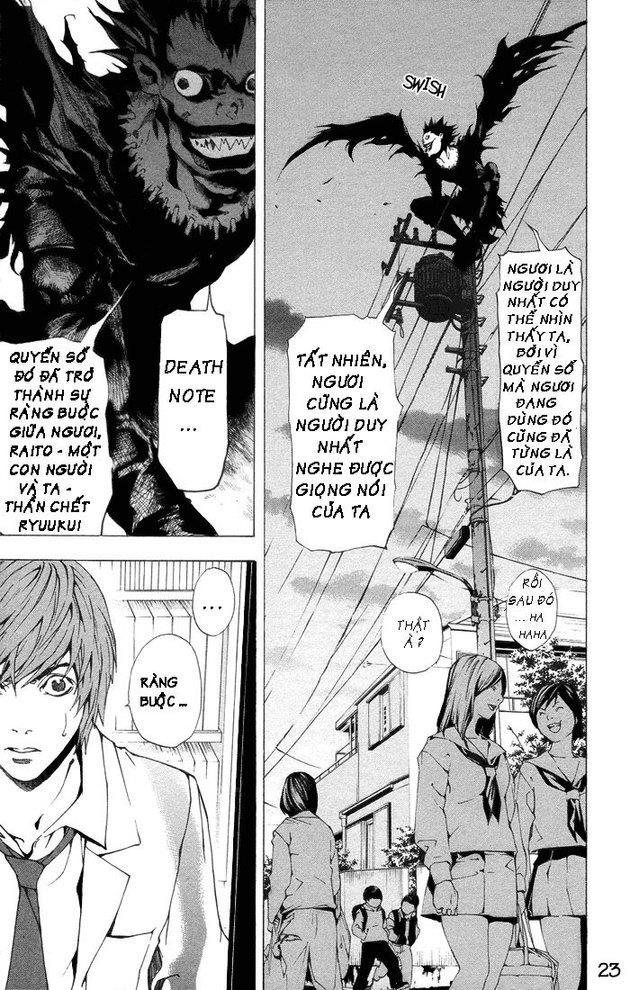 SWISH
NGƯƠI LÀ
NGƯỜI DUY
NHẤT CÓ
THỂ NHÌN
THẤY TA,
BỞI VÌ
QUYỂN SỔ
MÀ NGƯƠI
ĐANG
DÙNG ĐÓ
CŨNG ĐÃ
TỪNG LÀ
CỦA TA.
TẤT NHIÊN,
NGƯƠI
CŨNG LÀ
NGƯỜI DUY
NHẤT
NGHE ĐƯỢC
GIỌNG NÓI
CỦA TA
RỒI
SAU ĐÓ
... HA
HAHA
THẬT
À ?
DEATH
NOTE
...
QUYỂN SỔ
ĐÓ ĐÃ TRỞ
THÀNH SỰ
RÀNG BUỘC
GIỮA NGƯƠI,
RAITO - MỘT
CON NGƯỜI
VÀ TA -
THẦN CHẾT
RYUUKU!
...
RÀNG
BUỘC ...
23